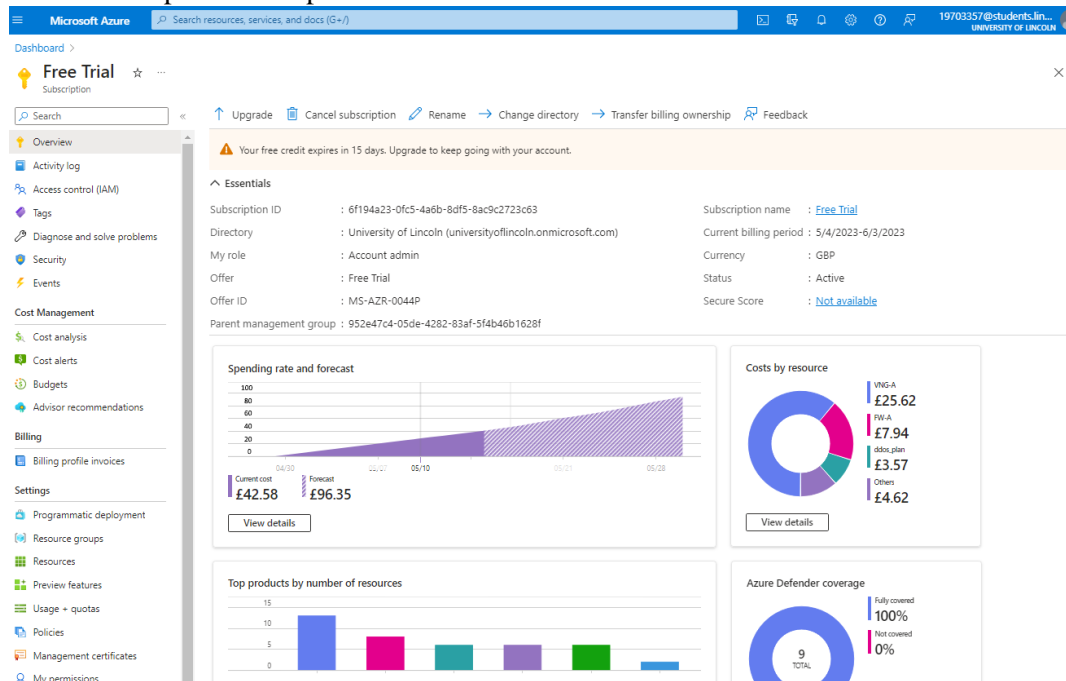 Microsoft Azure
Search resources, services, and docs (G+/)
19703357@students.lin...
UNIVERSITY OF LINCOLN
Dashboard >
Free Trial
Subscription
Search
Overview
Activity log
Access control (IAM)
Tags
Diagnose and solve problems
Security
Events
Cost Management
Cost analysis
Cost alerts
Budgets
Advisor recommendations
Billing
Billing profile invoices
Settings
Programmatic deployment
Resource groups
Resources
Preview features
Usage + quotas
Policies
Management certificates
My permissions
Upgrade Cancel subscription Rename Change directory Transfer billing ownership Feedback
Your free credit expires in 15 days. Upgrade to keep going with your account.
Essentials
Subscription ID : 6f194a23-0fc5-4a6b-8df5-8ac9c2723c63
Directory : University of Lincoln (universityoflincoln.onmicrosoft.com)
My role : Account admin
Offer : Free Trial
Offer ID : MS-AZR-0044P
Parent management group : 952e47c4-05de-4282-83af-5f4b46b1628f
Subscription name : Free Trial
Current billing period : 5/4/2023-6/3/2023
Currency : GBP
Status : Active
Secure Score : Not available
Spending rate and forecast
100
80
60
40
20
0
04/30 05/10 05/28
Current cost
£42.58
Forecast
£96.35
View details
Costs by resource
VNG-A
£25.62
FW-A
£7.94
ddos_plan
£3.57
Others
£4.62
View details
Top products by number of resources
15
10
5
0
Azure Defender coverage
9
TOTAL
Fully covered
100%
Not covered
0%